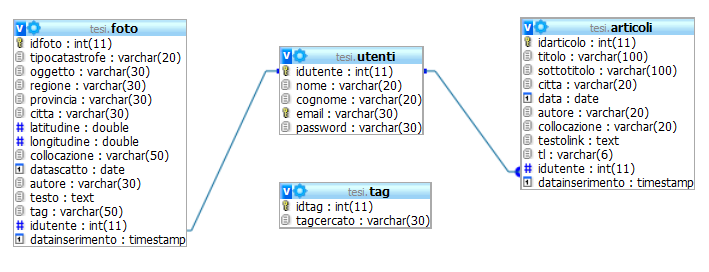 tesi.foto
idfoto : int(11)
tipocatastrofe : varchar(20)
oggetto : varchar(30)
regione : varchar(30)
provincia : varchar(30)
citta : varchar(30)
latitudine : double
longitudine : double
collocazione : varchar(50)
datascatto : date
autore : varchar(30)
testo : text
tag : varchar(50)
idutente : int(11)
datainserimento : timestamp
tesi.utenti
idutente : int(11)
nome : varchar(20)
cognome : varchar(20)
email : varchar(30)
password : varchar(30)
tesi.tag
idtag : int(11)
tagcercato : varchar(30)
tesi.articoli
idarticolo : int(11)
titolo : varchar(100)
sottotitolo : varchar(100)
citta : varchar(20)
data : date
autore : varchar(20)
collocazione : varchar(20)
testolink : text
tl : varchar(6)
idutente : int(11)
datainserimento : timestamp